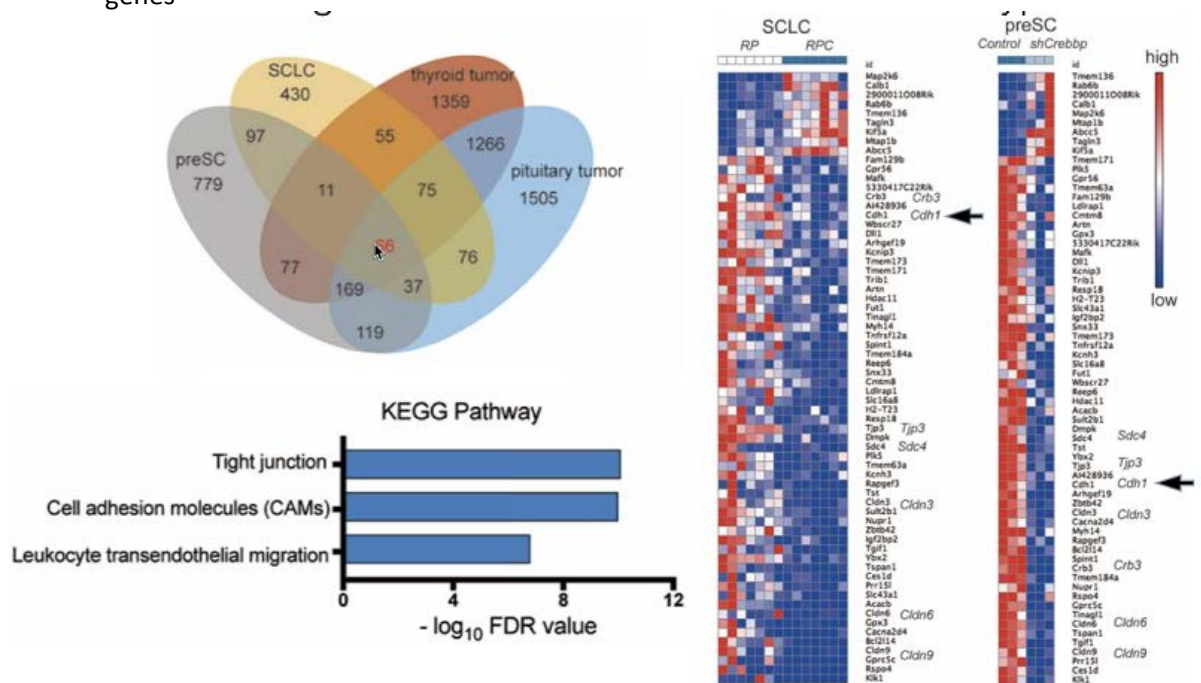 genes
SCLC
430
thyroid tumor
1359
97
55
1266
preSC
779
pituitary tumor
1505
11
75
66
77
76
169
37
119
KEGG Pathway
Tight junction
Cell adhesion molecules (CAMs)
Leukocyte transendothelial migration
0 4 8 12
- log10 FDR value
SCLC
RP RPC
id
Map2k6
Calb1
2900011O08Rik
Rab6b
Tmem136
Tagln3
Kif5a
Mtap1b
Abcc5
Fam129b
Gpr56
Mafk
5330417C22Rik
Crb3 Crb3
AI428936
Cdh1 Cdh1
Wbscr27
Dll1
Arhgef19
Kcnip3
Tmem173
Tmem171
Trib1
Artn
Hdac11
Fut1
Tinagl1
Myh14
Tnfrsf12a
Spint1
Tmem184a
Reep6
Snx33
Cmtm8
Ldlrap1
Slc16a8
H2-T23
Resp18
Tjp3 Tjp3
Dmpk
Sdc4 Sdc4
Plk5
Tmem63a
Kcnh3
Rapgef3
Tst
Cldn3 Cldn3
Sult2b1
Nupr1
Zbtb42
Igf2bp2
Tgif1
Ybx2
Tspan1
Ces1d
Prr15l
Slc43a1
Acacb
Cldn6 Cldn6
Gpx3
Cacna2d4
Bcl2l14
Cldn9 Cldn9
Gprc5c
Rspo4
Klk1
preSC
Control shCrebbp
id
Tmem136
Rab6b
2900011O08Rik
Calb1
Map2k6
Mtap1b
Abcc5
Tagln3
Kif5a
Tmem171
Plk5
Gpr56
Tmem63a
Fam129b
Ldlrap1
Cmtm8
Artn
Gpx3
5330417C22Rik
Mafk
Dll1
Kcnip3
Trib1
Resp18
H2-T23
Slc43a1
Igf2bp2
Snx33
Tmem173
Tnfrsf12a
Kcnh3
Slc16a8
Fut1
Wbscr27
Reep6
Hdac11
Acacb
Sult2b1
Dmpk
Sdc4 Sdc4
Tst
Ybx2
Tjp3 Tjp3
AI428936
Cdh1 Cdh1
Arhgef19
Zbtb42
Cldn3 Cldn3
Cacna2d4
Myh14
Rapgef3
Bcl2l14
Spint1
Crb3 Crb3
Tmem184a
Nupr1
Rspo4
Gprc5c
Tinagl1
Cldn6 Cldn6
Tspan1
Tgif1
Cldn9 Cldn9
Prr15l
Ces1d
Klk1
high
low